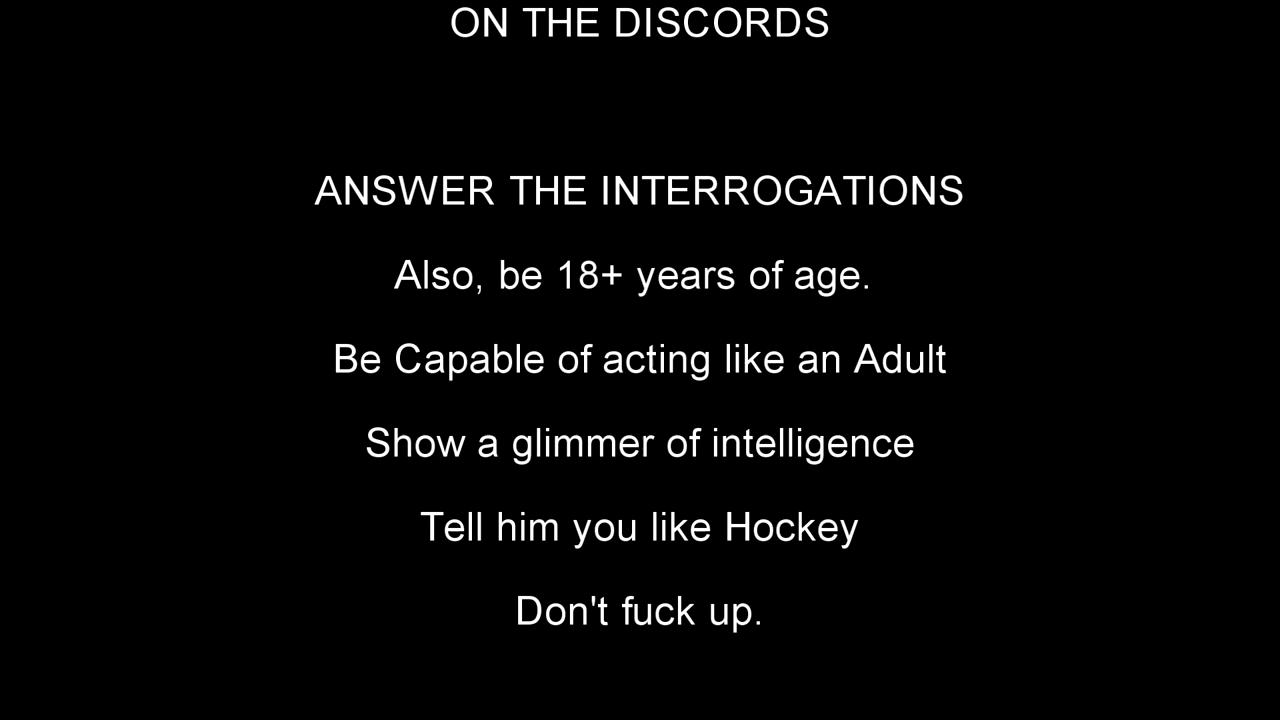 ON THE DISCORDS
ANSWER THE INTERROGATIONS
Also, be 18+ years of age.
Be Capable of acting like an Adult
Show a glimmer of intelligence
Tell him you like Hockey
Don't fuck up.